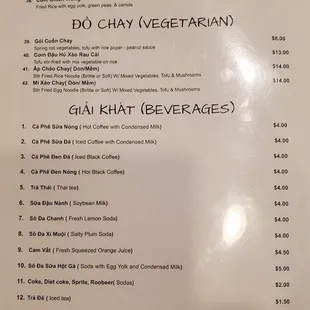 Fried Rice with egg yolk, green peas, & carrots
ĐỒ CHAY (VEGETARIAN)
39. Gỏi Cuốn Chay $8.00
Spring roll vegetables, tofu with rice paper - peanut sauce
40. Cơm Đậu Hủ Xào Rau Cải $13.00
Tofu stir-fried with mix vegetable on rice
41. Áp Chảo Chay( Dòn/Mềm) $14.00
Stir Fried Rice Noodle (Brittle or Soft) W/ Mixed Vegetables, Tofu & Mushrooms
42. Mì Xào Chay( Dòn/ Mềm) $14.00
Stir Fried Egg Noodle (Brittle or Soft) W/ Mixed Vegetables, Tofu & Mushrooms
GIẢI KHÁT (BEVERAGES)
1. Cà Phê Sữa Nóng ( Hot Coffee with Condensed Milk) $4.00
2. Cà Phê Sữa Đá ( Iced Coffee with Condensed Milk) $4.00
3. Cà Phê Đen Đá ( Iced Black Coffee) $4.00
4. Cà Phê Đen Nóng ( Hot Black Coffee) $4.00
5. Trà Thái ( Thai tea) $4.00
6. Sữa Đậu Nành ( Soybean Milk) $4.00
7. Sô Đa Chanh ( Fresh Lemon Soda) $4.00
8. Sô Đa Xí Muội ( Salty Plum Soda) $4.00
9. Cam Vắt ( Fresh Squeezed Orange Juice) $4.50
10. Sô Đa Sữa Hột Gà ( Soda with Egg Yolk and Condensed Milk) $5.00
11. Coke, Diet coke, Sprite, Roobeer( Sodas) $2.00
12. Trà Đá ( Iced tea) $1.50